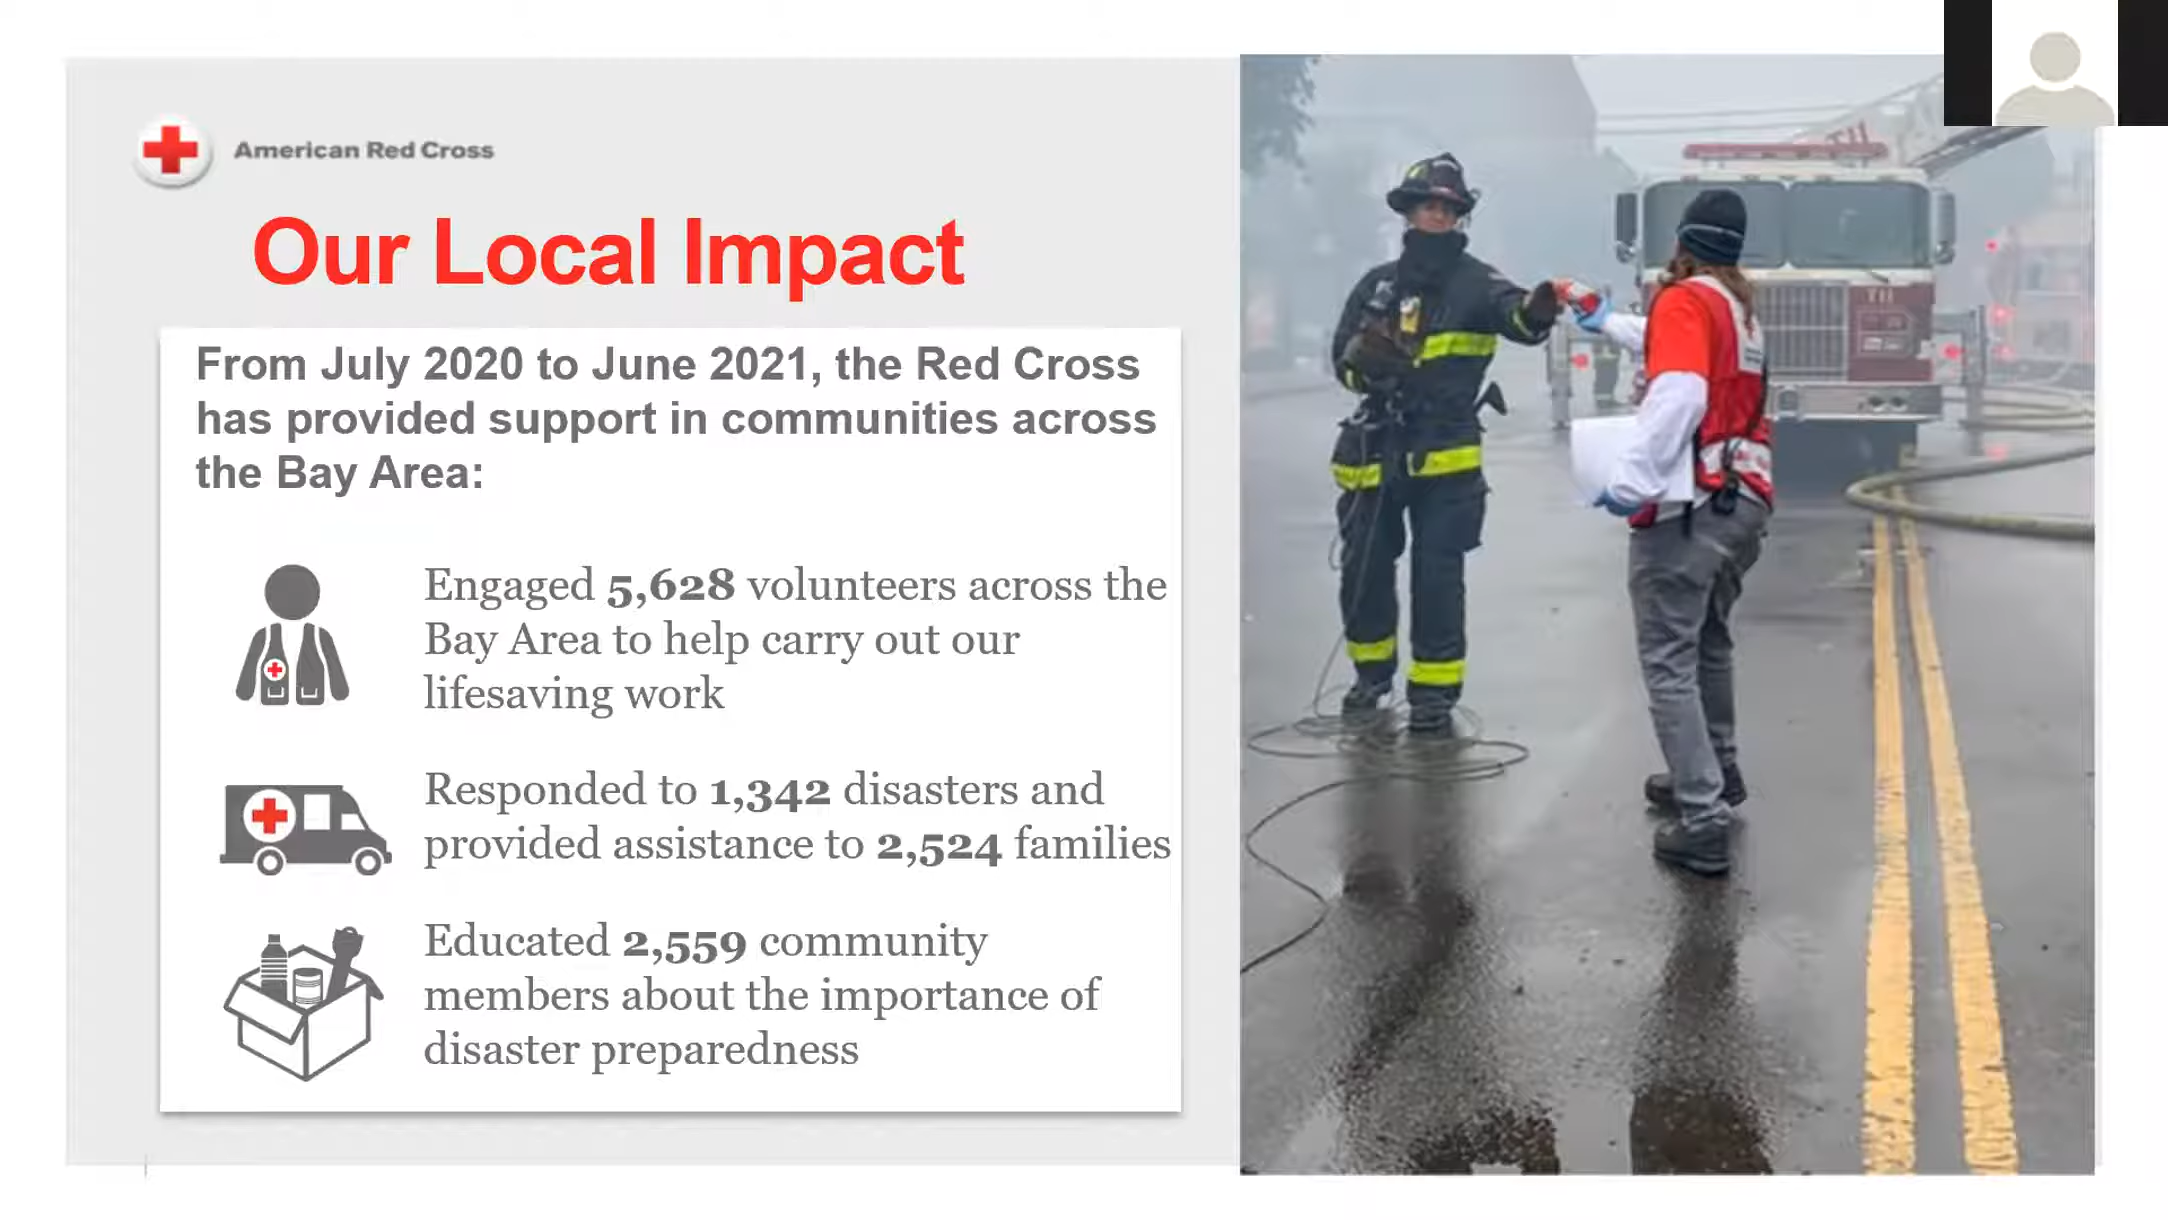 American Red Cross
Our Local Impact
From July 2020 to June 2021, the Red Cross
has provided support in communities across
the Bay Area:
Engaged 5,628 volunteers across the
Bay Area to help carry out our
lifesaving work
Responded to 1,342 disasters and
provided assistance to 2,524 families
Educated 2,559 community
members about the importance of
disaster preparedness
T11
T11